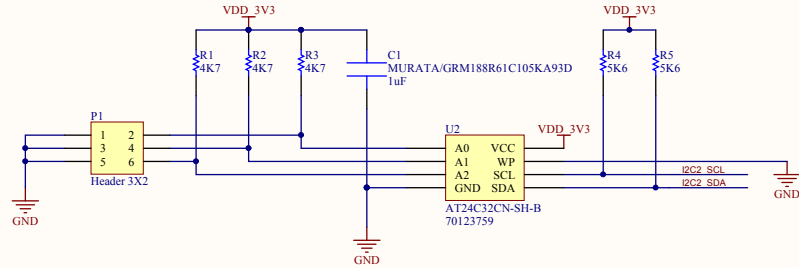 VDD_3V3
VDD_3V3
R1
4K7
R2
4K7
R3
4K7
C1
MURATA/GRM188R61C105KA93D
1uF
R4
5K6
R5
5K6
P1
1 2
3 4
5 6
Header 3X2
U2
VDD_3V3
A0 VCC
A1 WP
A2 SCL
GND SDA
I2C2_SCL
I2C2_SDA
AT24C32CN-SH-B
70123759
GND
GND
GND